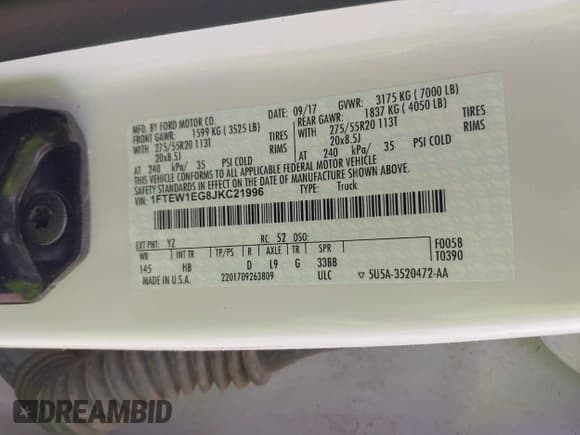 MFD. BY FORD MOTOR CO. 09/17 GVWR: 3175 KG ( 7000 LB)
FRONT GAWR: 1599 KG ( 3525 LB) REAR GAWR: 1837 KG ( 4050 LB)
WITH 275/55R20 113T TIRES WITH 275/55R20 113T TIRES
20x8.5J RIMS 20x8.5J RIMS
AT 240 kPa/ 35 PSI COLD AT 240 kPa/ 35 PSI COLD
THIS VEHICLE CONFORMS TO ALL APPLICABLE FEDERAL MOTOR VEHICLE
SAFETY STANDARDS IN EFFECT ON THE DATE OF MANUFACTURE SHOWN ABOVE.
VIN: 1FTEW1EG8JKC21996 TYPE: Truck
EXT PNT: YZ RC: 52 DSO: F0058
WB INT TR TP/PS R AXLE TR SPR T0390
145 HB D L9 G 33BB
MADE IN U.S.A. 2201709263809 ULC ▽ 5U5A-3520472-AA
DREAMBID